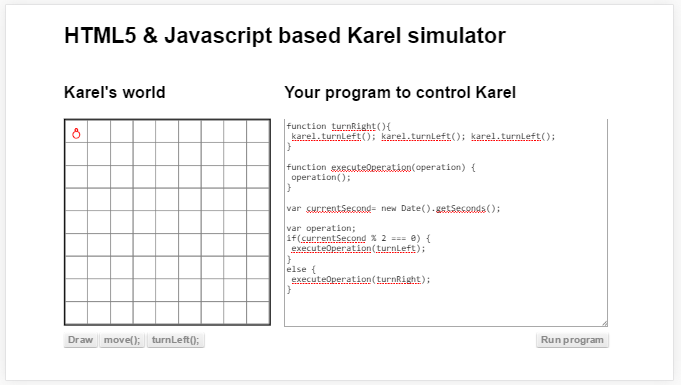 HTML5 & Javascript based Karel simulator
Karel's world
Your program to control Karel
function turnRight(){
karel.turnLeft(); karel.turnLeft(); karel.turnLeft();
}
function executeOperation(operation) {
operation();
}
var currentSecond= new Date().getSeconds();
var operation;
if(currentSecond % 2 === 0) {
executeOperation(turnLeft);
}
else {
executeOperation(turnRight);
}
Draw move(); turnLeft();
Run program